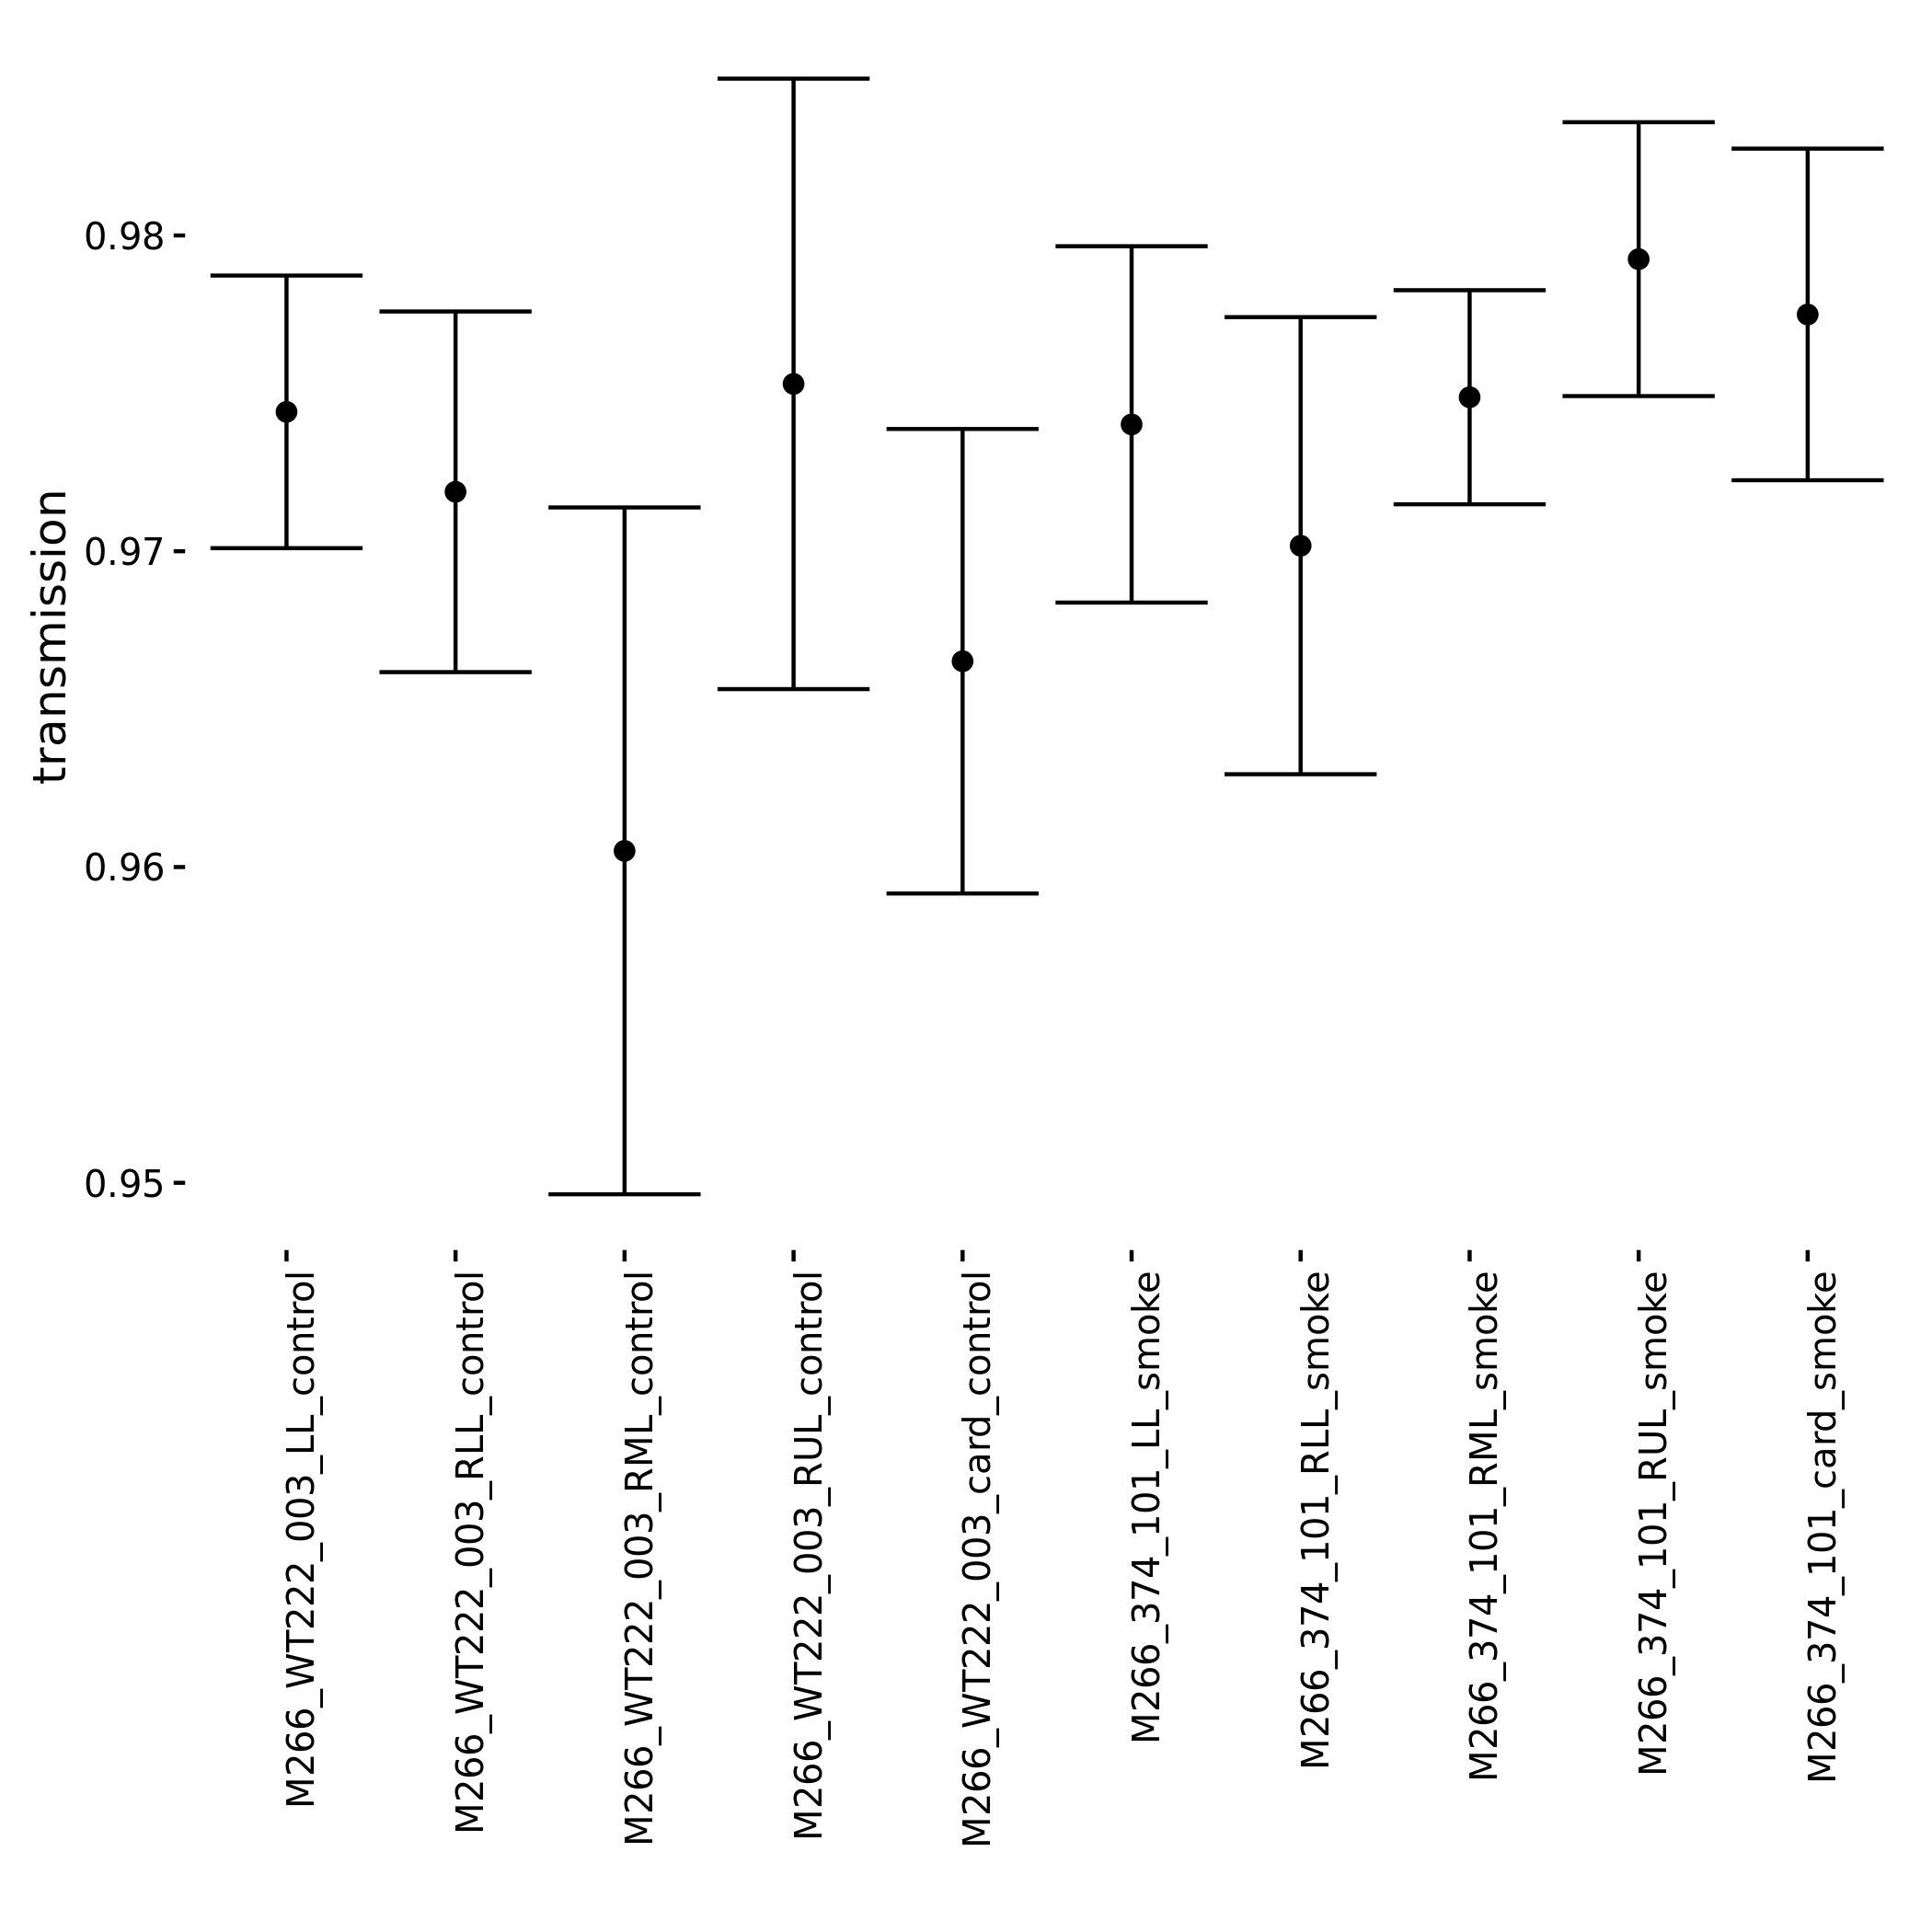 transmission
0.98
0.97
0.96
0.95
M266_WT222_003_LL_control
M266_WT222_003_RLL_control
M266_WT222_003_RML_control
M266_WT222_003_RUL_control
M266_WT222_003_card_control
M266_374_101_LL_smoke
M266_374_101_RLL_smoke
M266_374_101_RML_smoke
M266_374_101_RUL_smoke
M266_374_101_card_smoke